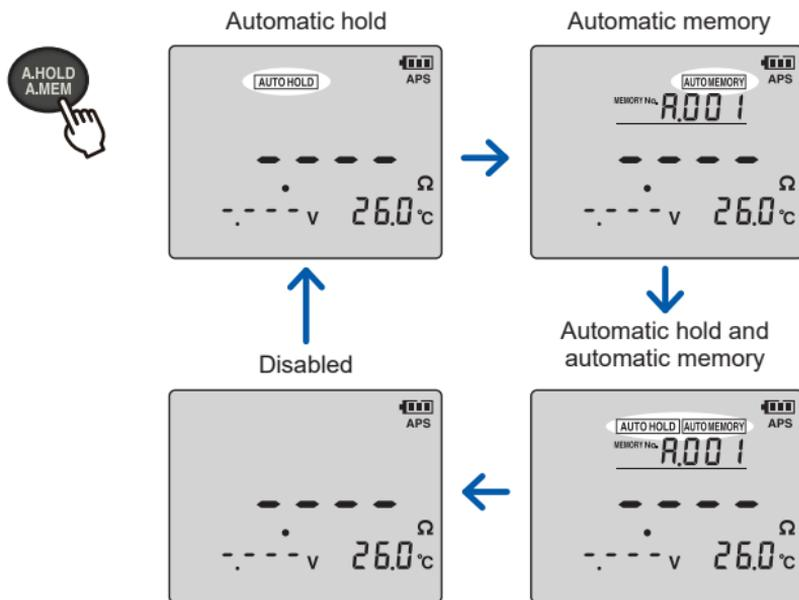 Automatic hold
Automatic memory
A.HOLD
A.MEM
AUTO HOLD
APS
- - - -
Ω
-.- - - V
26.0 °C
AUTO MEMORY
APS
MEMORY No.
A.001
- - - -
Ω
-.- - - V
26.0 °C
Disabled
Automatic hold and
automatic memory
APS
- - - -
Ω
-.- - - V
26.0 °C
AUTO HOLD AUTO MEMORY
APS
MEMORY No.
A.001
- - - -
Ω
-.- - - V
26.0 °C